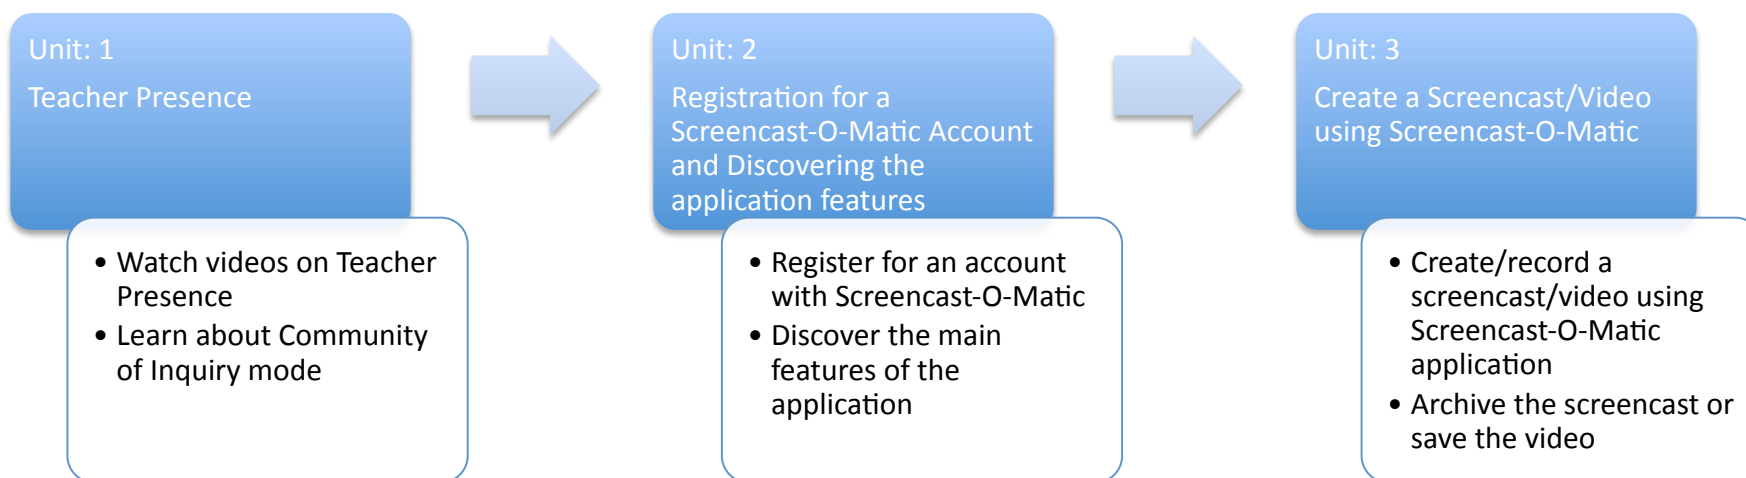 Unit: 1
Teacher Presence
• Watch videos on Teacher
Presence
• Learn about Community
of Inquiry mode
Unit: 2
Registration for a
Screencast-O-Matic Account
and Discovering the
application features
• Register for an account
with Screencast-O-Matic
• Discover the main
features of the
application
Unit: 3
Create a Screencast/Video
using Screencast-O-Matic
• Create/record a
screencast/video using
Screencast-O-Matic
application
• Archive the screencast or
save the video